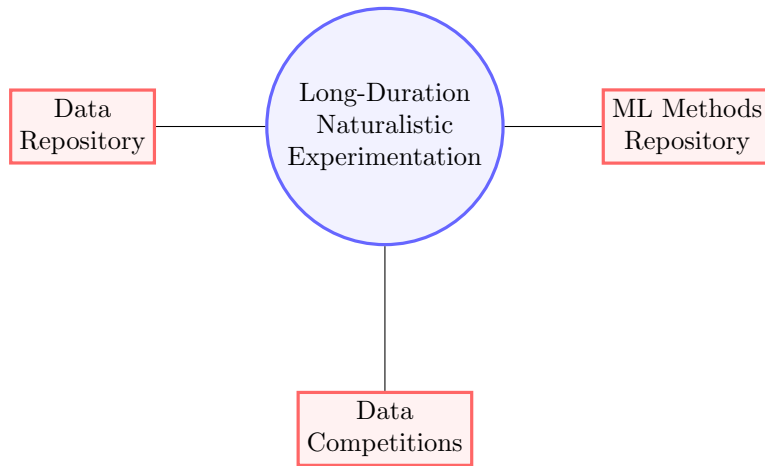 Data
Repository
Long-Duration
Naturalistic
Experimentation
ML Methods
Repository
Data
Competitions